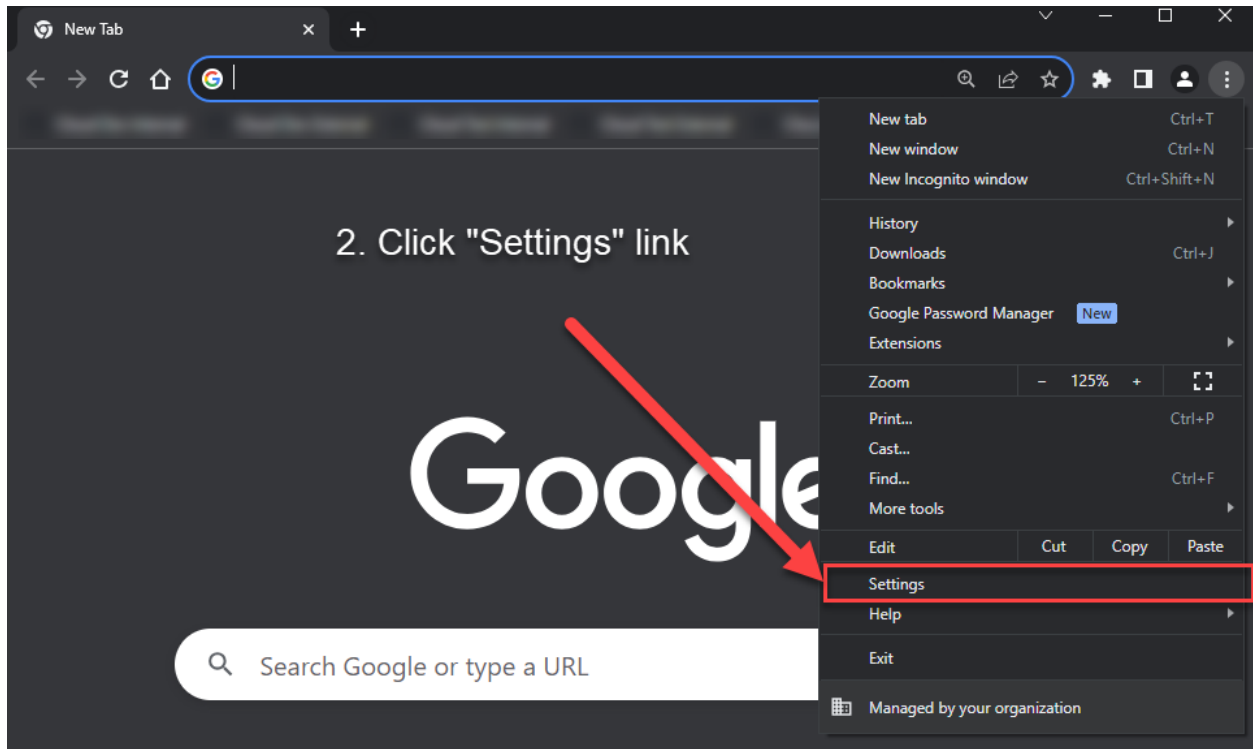 New Tab
New tab Ctrl+T
New window Ctrl+N
New Incognito window Ctrl+Shift+N
History
Downloads Ctrl+J
Bookmarks
Google Password Manager New
Extensions
Zoom - 125% +
Print... Ctrl+P
Cast...
Find... Ctrl+F
More tools
Edit Cut Copy Paste
Settings
Help
Exit
Managed by your organization
2. Click "Settings" link
Google
Search Google or type a URL